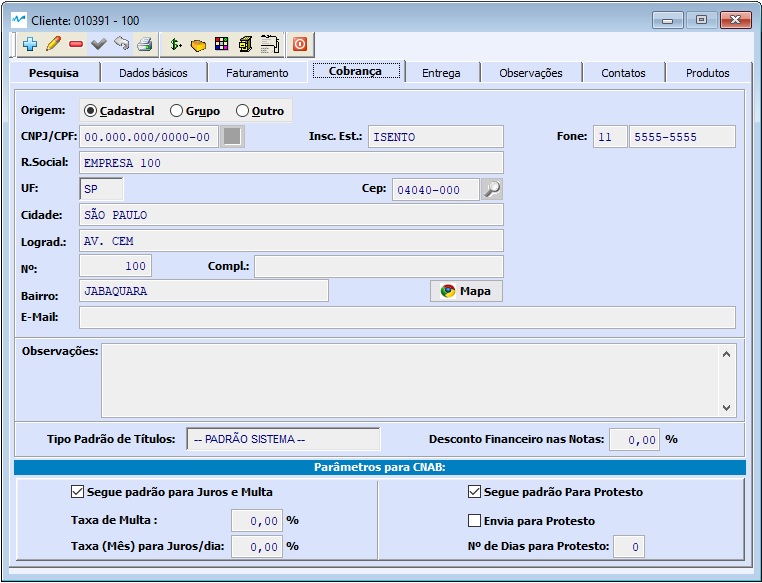 Cliente: 010391 - 100
Pesquisa Dados básicos Faturamento Cobrança Entrega Observações Contatos Produtos
Origem: Cadastral Grupo Outro
CNPJ/CPF: 00.000.000/0000-00 Insc. Est.: ISENTO Fone: 11 5555-5555
R.Social: EMPRESA 100
UF: SP Cep: 04040-000
Cidade: SÃO PAULO
Lograd.: AV. CEM
Nº: 100 Compl.:
Bairro: JABAQUARA Mapa
E-Mail:
Observações:
Tipo Padrão de Títulos: -- PADRÃO SISTEMA -- Desconto Financeiro nas Notas: 0,00 %
Parâmetros para CNAB:
Segue padrão para Juros e Multa Segue padrão Para Protesto
Taxa de Multa : 0,00 % Envia para Protesto
Taxa (Mês) para Juros/dia: 0,00 % Nº de Dias para Protesto: 0